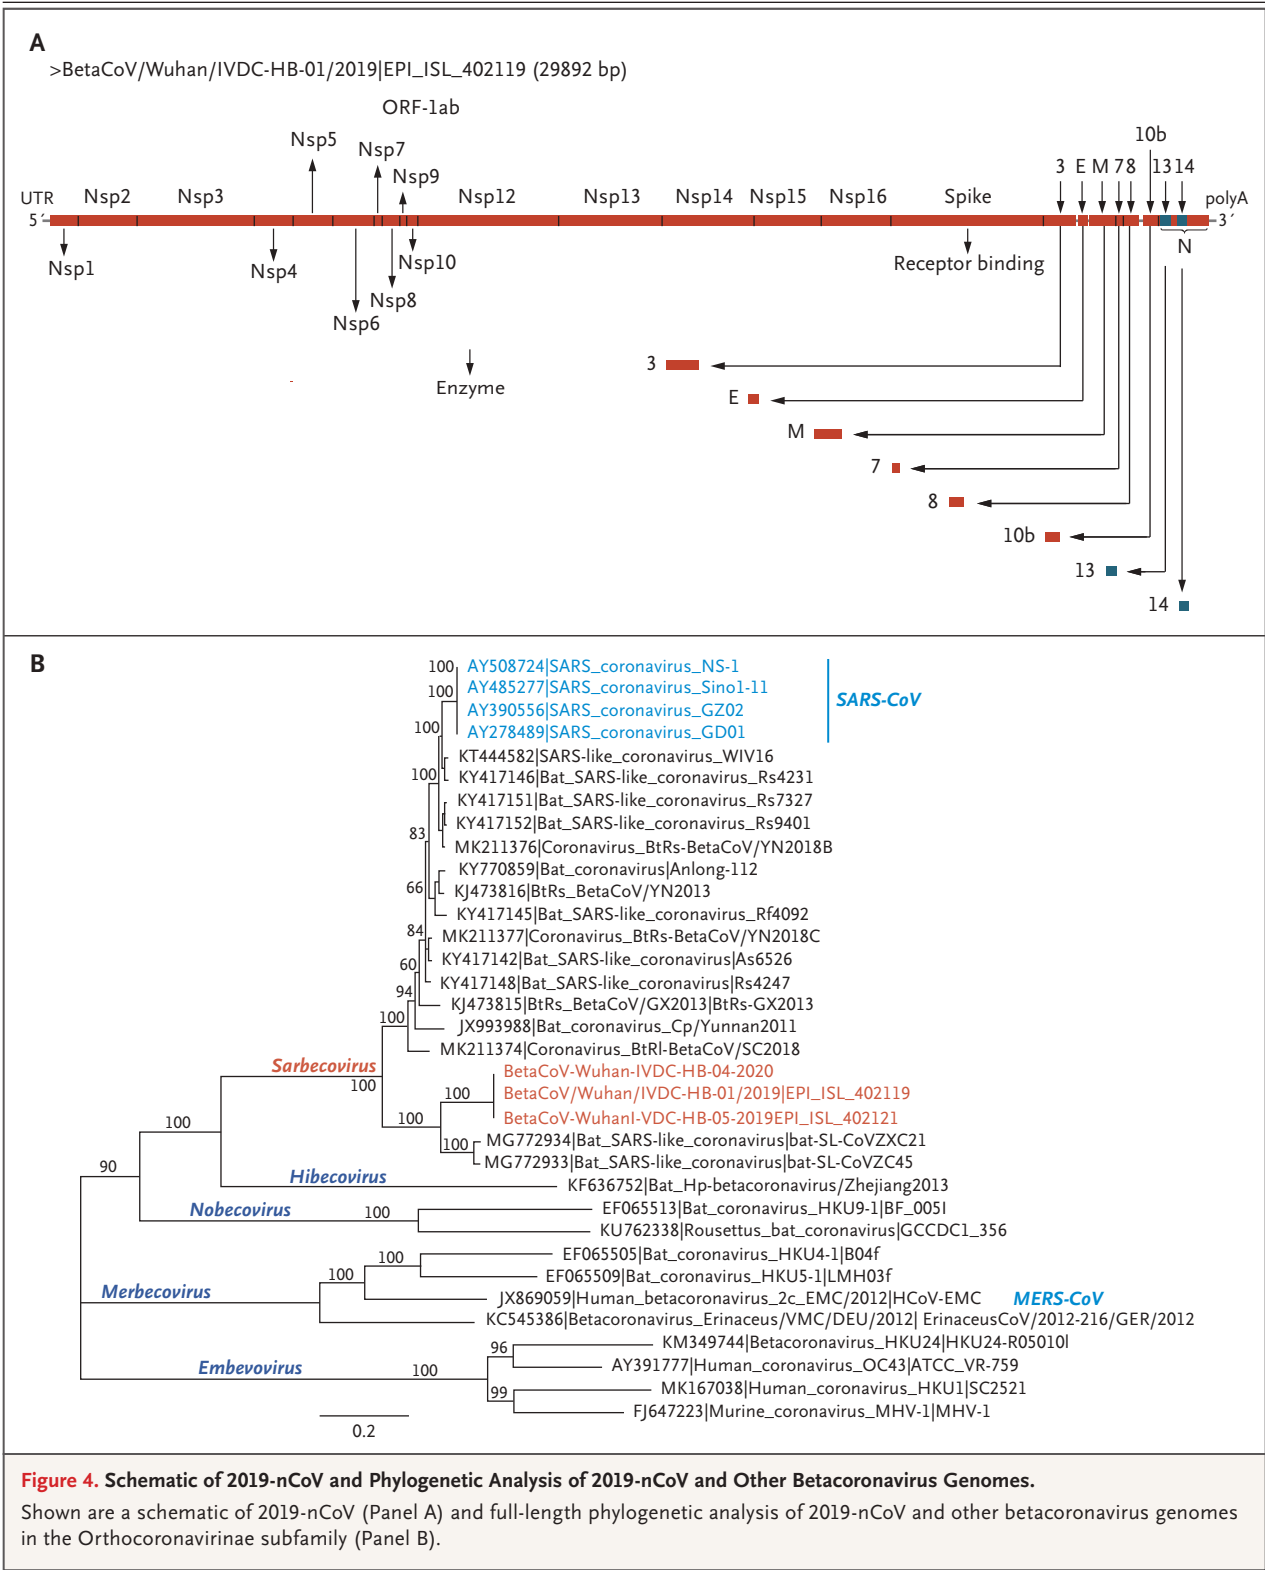 A
>BetaCoV/Wuhan/IVDC-HB-01/2019|EPI_ISL_402119 (29892 bp)
ORF-1ab
10b
Nsp5
Nsp7
Nsp9
3 E M 7 8 13 14
UTR Nsp2 Nsp3 Nsp12 Nsp13 Nsp14 Nsp15 Nsp16 Spike polyA
5′ 3′
N
Nsp1 Nsp4 Nsp10 Receptor binding
Nsp8
Nsp6
3
Enzyme
E
M
7
8
10b
13
14
B
100 AY508724|SARS_coronavirus_NS-1
100 AY485277|SARS_coronavirus_Sino1-11
SARS-CoV
AY390556|SARS_coronavirus_GZ02
100 AY278489|SARS_coronavirus_GD01
KT444582|SARS-like_coronavirus_WIV16
100 KY417146|Bat_SARS-like_coronavirus_Rs4231
KY417151|Bat_SARS-like_coronavirus_Rs7327
KY417152|Bat_SARS-like_coronavirus_Rs9401
83
MK211376|Coronavirus_BtRs-BetaCoV/YN2018B
KY770859|Bat_coronavirus|Anlong-112
66 KJ473816|BtRs_BetaCoV/YN2013
KY417145|Bat_SARS-like_coronavirus_Rf4092
84 MK211377|Coronavirus_BtRs-BetaCoV/YN2018C
60 KY417142|Bat_SARS-like_coronavirus|As6526
KY417148|Bat_SARS-like_coronavirus|Rs4247
94 KJ473815|BtRs_BetaCoV/GX2013|BtRs-GX2013
100 JX993988|Bat_coronavirus_Cp/Yunnan2011
MK211374|Coronavirus_BtRl-BetaCoV/SC2018
Sarbecovirus
BetaCoV-Wuhan-IVDC-HB-04-2020
100
100 BetaCoV/Wuhan/IVDC-HB-01/2019|EPI_ISL_402119
100 BetaCoV-WuhanI-VDC-HB-05-2019EPI_ISL_402121
100
100 MG772934|Bat_SARS-like_coronavirus|bat-SL-CoVZXC21
MG772933|Bat_SARS-like_coronavirus|bat-SL-CoVZC45
90
Hibecovirus
KF636752|Bat_Hp-betacoronavirus/Zhejiang2013
Nobecovirus 100 EF065513|Bat_coronavirus_HKU9-1|BF_005I
KU762338|Rousettus_bat_coronavirus|GCCDC1_356
100 EF065505|Bat_coronavirus_HKU4-1|B04f
100 EF065509|Bat_coronavirus_HKU5-1|LMH03f
Merbecovirus
JX869059|Human_betacoronavirus_2c_EMC/2012|HCoV-EMC MERS-CoV
KC545386|Betacoronavirus_Erinaceus/VMC/DEU/2012| ErinaceusCoV/2012-216/GER/2012
96 KM349744|Betacoronavirus_HKU24|HKU24-R05010I
Embevovirus 100 AY391777|Human_coronavirus_OC43|ATCC_VR-759
99 MK167038|Human_coronavirus_HKU1|SC2521
FJ647223|Murine_coronavirus_MHV-1|MHV-1
0.2
Figure 4. Schematic of 2019-nCoV and Phylogenetic Analysis of 2019-nCoV and Other Betacoronavirus Genomes.
Shown are a schematic of 2019-nCoV (Panel A) and full-length phylogenetic analysis of 2019-nCoV and other betacoronavirus genomes
in the Orthocoronavirinae subfamily (Panel B).